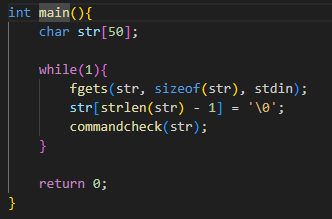 int main(){
char str[50];
while(1){
fgets(str, sizeof(str), stdin);
str[strlen(str) - 1] = '\0';
commandcheck(str);
}
return 0;
}